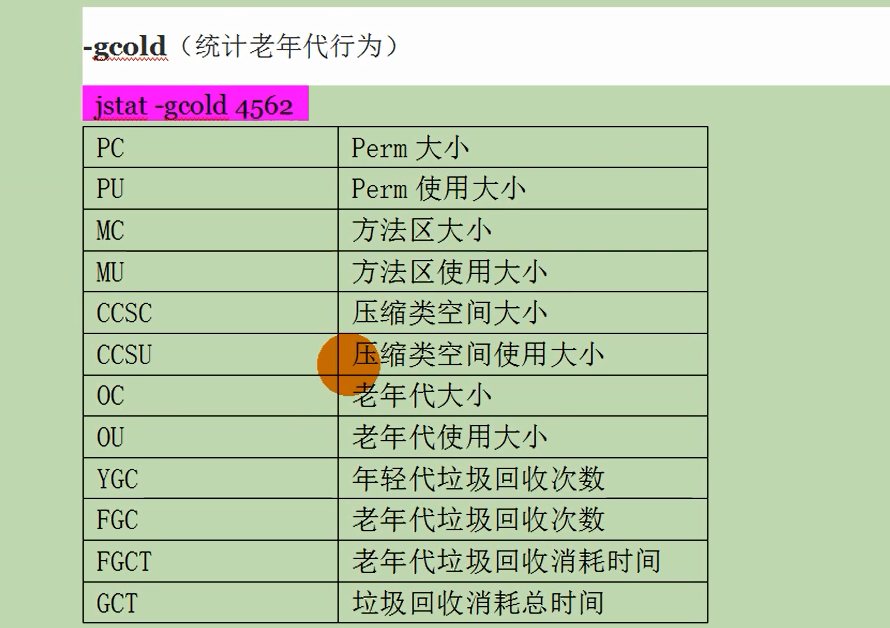 -gcold（统计老年代行为）
jstat -gcold 4562
PC Perm 大小
PU Perm 使用大小
MC 方法区大小
MU 方法区使用大小
CCSC 压缩类空间大小
CCSU 压缩类空间使用大小
OC 老年代大小
OU 老年代使用大小
YGC 年轻代垃圾回收次数
FGC 老年代垃圾回收次数
FGCT 老年代垃圾回收消耗时间
GCT 垃圾回收消耗总时间